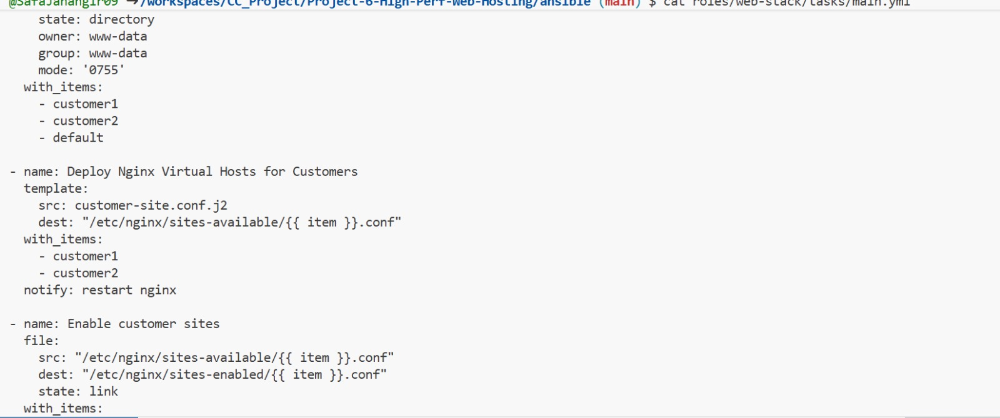 @SafaJahangir09 →/workspaces/CC_Project/Project-6-High-Perf-Web-Hosting/ansible (main) $ cat roles/web-stack/tasks/main.yml
    state: directory
    owner: www-data
    group: www-data
    mode: '0755'
  with_items:
    - customer1
    - customer2
    - default

- name: Deploy Nginx Virtual Hosts for Customers
  template:
    src: customer-site.conf.j2
    dest: "/etc/nginx/sites-available/{{ item }}.conf"
  with_items:
    - customer1
    - customer2
  notify: restart nginx

- name: Enable customer sites
  file:
    src: "/etc/nginx/sites-available/{{ item }}.conf"
    dest: "/etc/nginx/sites-enabled/{{ item }}.conf"
    state: link
  with_items: